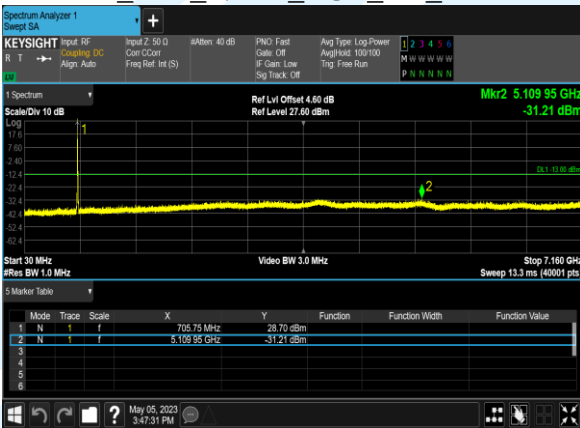 Spectrum Analyzer 1
Swept SA
+
KEYSIGHT Input: RF Input Z: 50 Ω #Atten: 40 dB PNO: Fast Avg Type: Log-Power 1 2 3 4 5 6
R T Coupling: DC Corr CCorr Gate: Off Avg|Hold: 100/100 M W W W W W
Align: Auto Freq Ref: Int (S) IF Gain: Low Trig: Free Run P N N N N N
Sig Track: Off
1 Spectrum Ref Lvl Offset 4.60 dB Mkr2 5.109 95 GHz
Scale/Div 10 dB Ref Level 27.60 dBm -31.21 dBm
Log
1
17.6
7.60
-2.40
DL1 -13.00 dBm
-12.4
2
-22.4
-32.4
-42.4
-52.4
-62.4
Start 30 MHz Video BW 3.0 MHz Stop 7.160 GHz
#Res BW 1.0 MHz Sweep 13.3 ms (40001 pts
5 Marker Table
Mode Trace Scale X Y Function Function Width Function Value
1 N 1 f 705.75 MHz 28.70 dBm
2 N 1 f 5.109 95 GHz -31.21 dBm
3
4
5
6
? May 05, 2023
3:47:31 PM